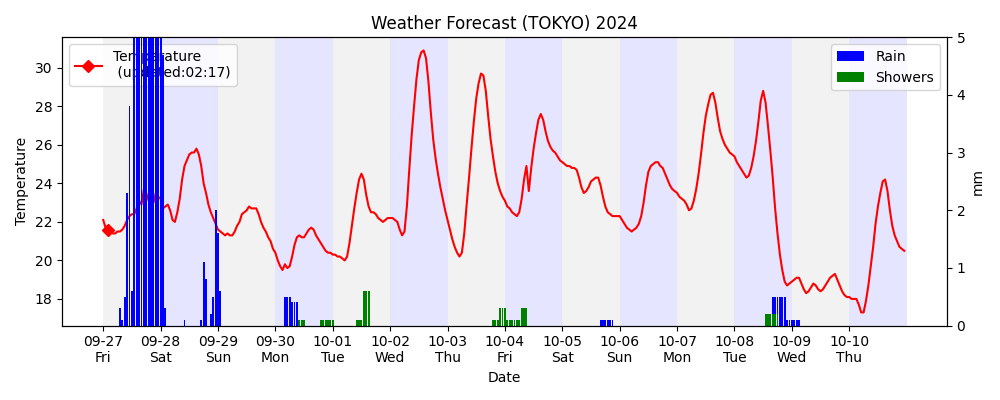 Weather Forecast (TOKYO) 2024
Temperature
(updated:02:17)
Rain
Showers
Temperature
30
28
26
24
22
20
18
5
4
3
2
1
0
mm
09-27 09-28 09-29 09-30 10-01 10-02 10-03 10-04 10-05 10-06 10-07 10-08 10-09 10-10
Fri Sat Sun Mon Tue Wed Thu Fri Sat Sun Mon Tue Wed Thu
Date